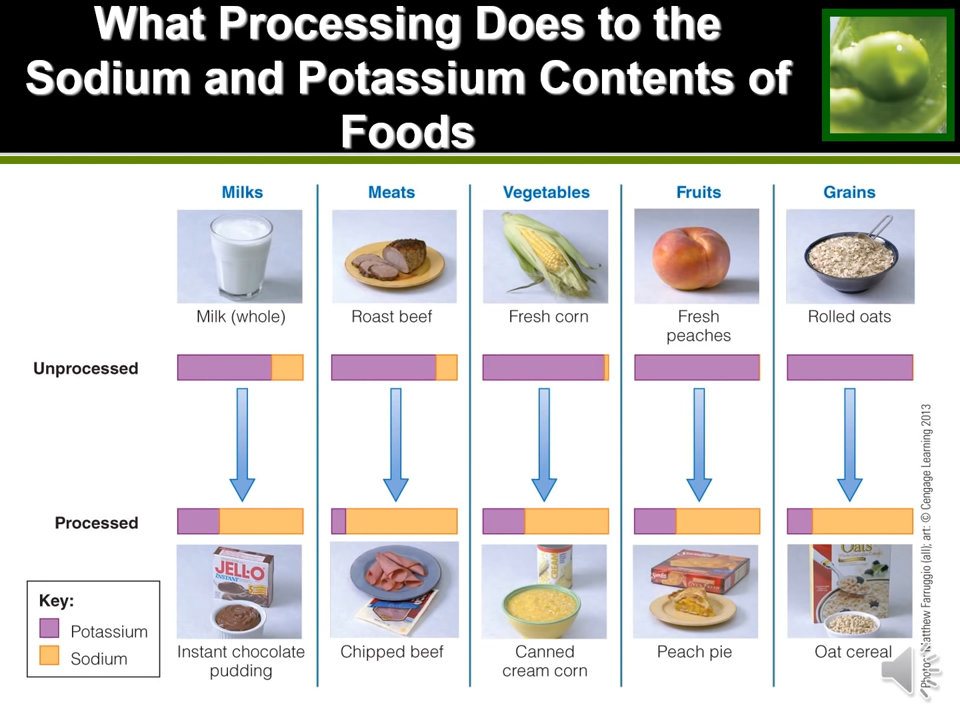 What Processing Does to the
Sodium and Potassium Contents of
Foods
Milks
Meats
Vegetables
Fruits
Grains
Milk (whole)
Roast beef
Fresh corn
Fresh
peaches
Rolled oats
Unprocessed
Processed
JELL-O
INSTANT
CREAM
Oats
Key:
Potassium
Sodium
Instant chocolate
pudding
Chipped beef
Canned
cream corn
Peach pie
Oat cereal
Matthew Farruggio (all); art: © Cengage Learning 2013